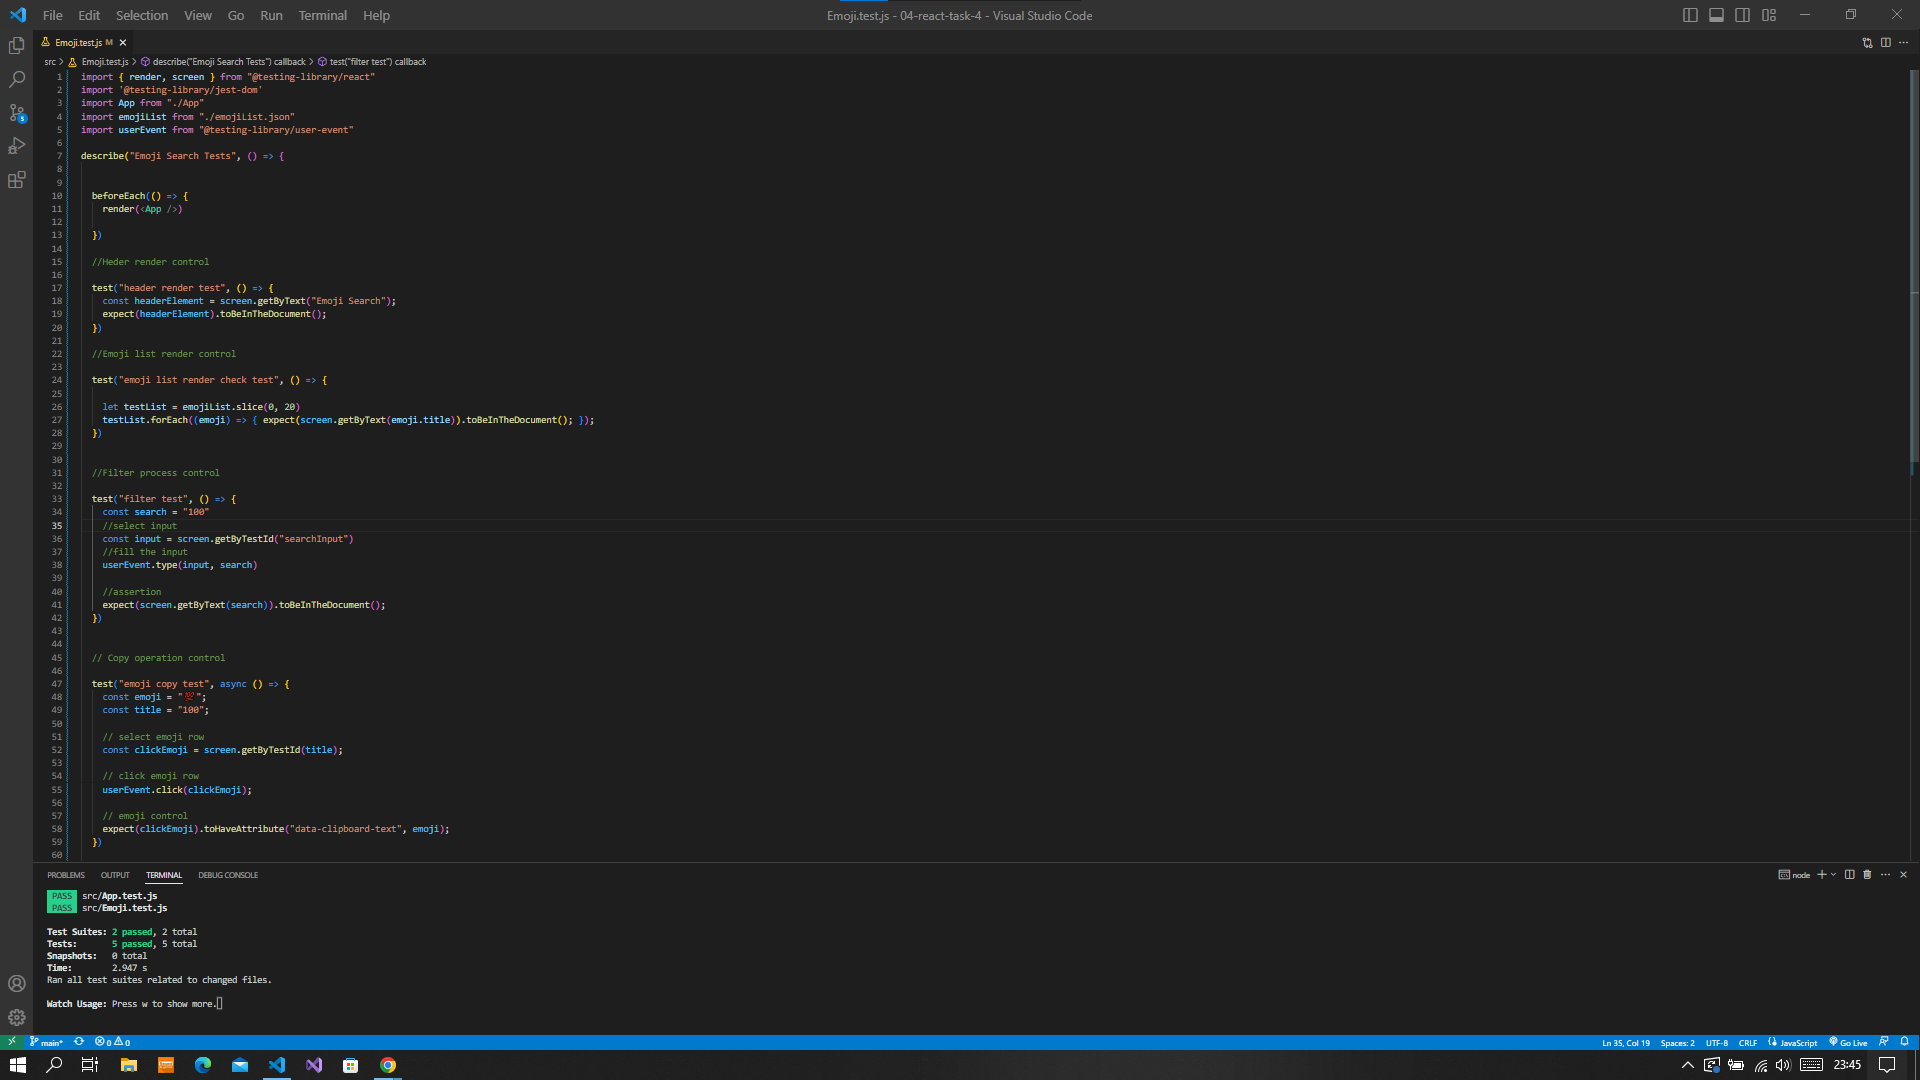 File Edit Selection View Go Run Terminal Help
Emoji.test.js - 04-react-task-4 - Visual Studio Code
Emoji.test.js M
src > Emoji.test.js > describe("Emoji Search Tests") callback > test("filter test") callback
1 import { render, screen } from "@testing-library/react"
2 import '@testing-library/jest-dom'
3 import App from "./App"
4 import emojiList from "./emojiList.json"
5 import userEvent from "@testing-library/user-event"
6
7 describe("Emoji Search Tests", () => {
8
9
10 beforeEach(() => {
11 render(<App />)
12
13 })
14
15 //Heder render control
16
17 test("header render test", () => {
18 const headerElement = screen.getByText("Emoji Search");
19 expect(headerElement).toBeInTheDocument();
20 })
21
22 //Emoji list render control
23
24 test("emoji list render check test", () => {
25
26 let testList = emojiList.slice(0, 20)
27 testList.forEach((emoji) => { expect(screen.getByText(emoji.title)).toBeInTheDocument(); });
28 })
29
30
31 //Filter process control
32
33 test("filter test", () => {
34 const search = "100"
35 //select input
36 const input = screen.getByTestId("searchInput")
37 //fill the input
38 userEvent.type(input, search)
39
40 //assertion
41 expect(screen.getByText(search)).toBeInTheDocument();
42 })
43
44
45 // Copy operation control
46
47 test("emoji copy test", async () => {
48 const emoji = "💯";
49 const title = "100";
50
51 // select emoji row
52 const clickEmoji = screen.getByTestId(title);
53
54 // click emoji row
55 userEvent.click(clickEmoji);
56
57 // emoji control
58 expect(clickEmoji).toHaveAttribute("data-clipboard-text", emoji);
59 })
60
PROBLEMS OUTPUT TERMINAL DEBUG CONSOLE
node
PASS src/App.test.js
PASS src/Emoji.test.js
Test Suites: 2 passed, 2 total
Tests: 5 passed, 5 total
Snapshots: 0 total
Time: 2.947 s
Ran all test suites related to changed files.
Watch Usage: Press w to show more.
main* 0 0
Ln 35, Col 19 Spaces: 2 UTF-8 CRLF JavaScript Go Live
23:45